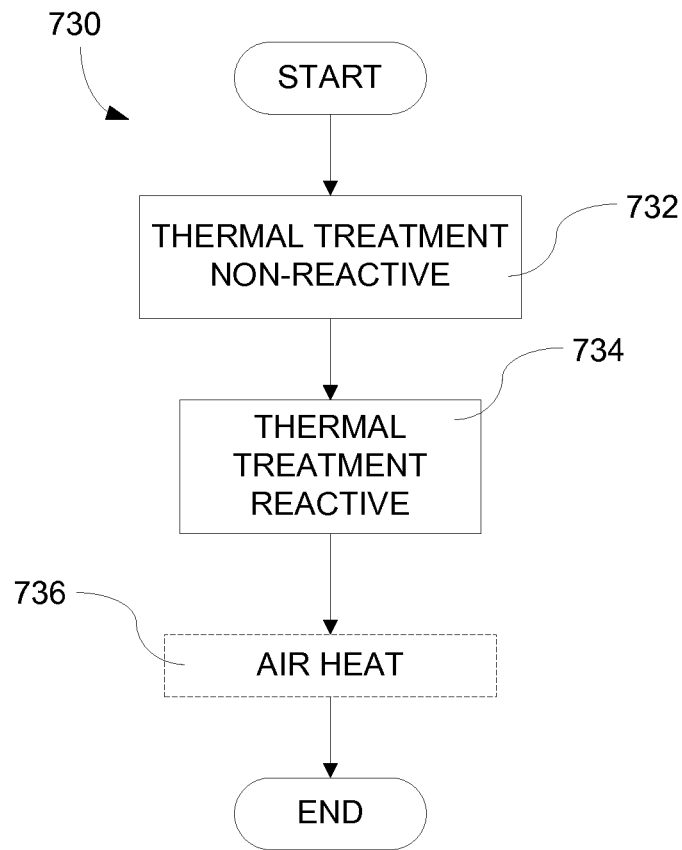 730
START
732
THERMAL TREATMENT
NON-REACTIVE
734
THERMAL
TREATMENT
REACTIVE
736
AIR HEAT
END